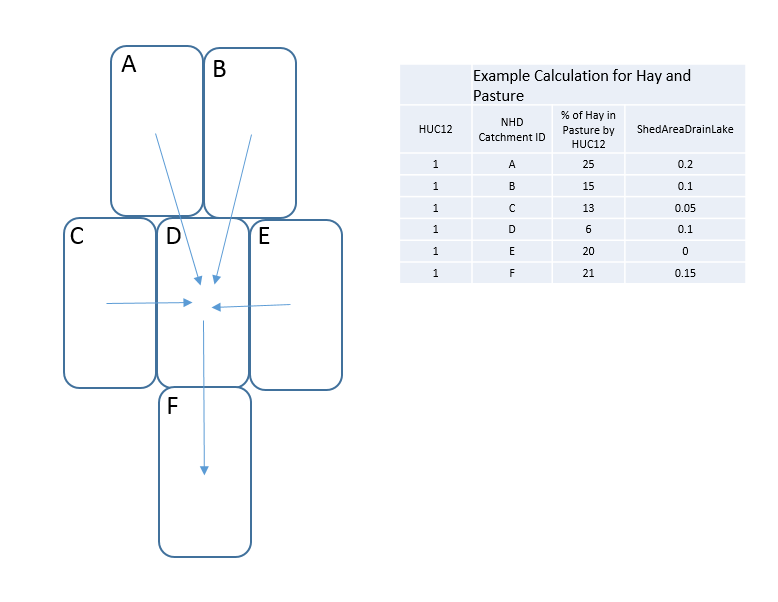 A
B
C
D
E
F
Example Calculation for Hay and
Pasture
HUC12
NHD
Catchment ID
% of Hay in
Pasture by
HUC12
ShedAreaDrainLake
1 A 25 0.2
1 B 15 0.1
1 C 13 0.05
1 D 6 0.1
1 E 20 0
1 F 21 0.15